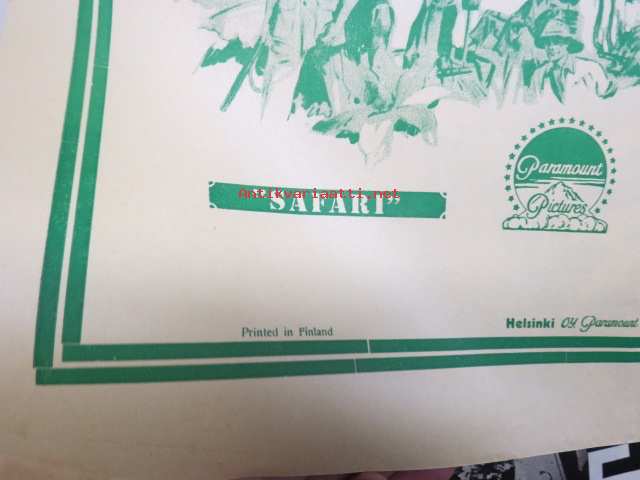 Antikvariaatti.net
"SAFARI"
Paramount
Pictures
Printed in Finland
Helsinki OY Paramount